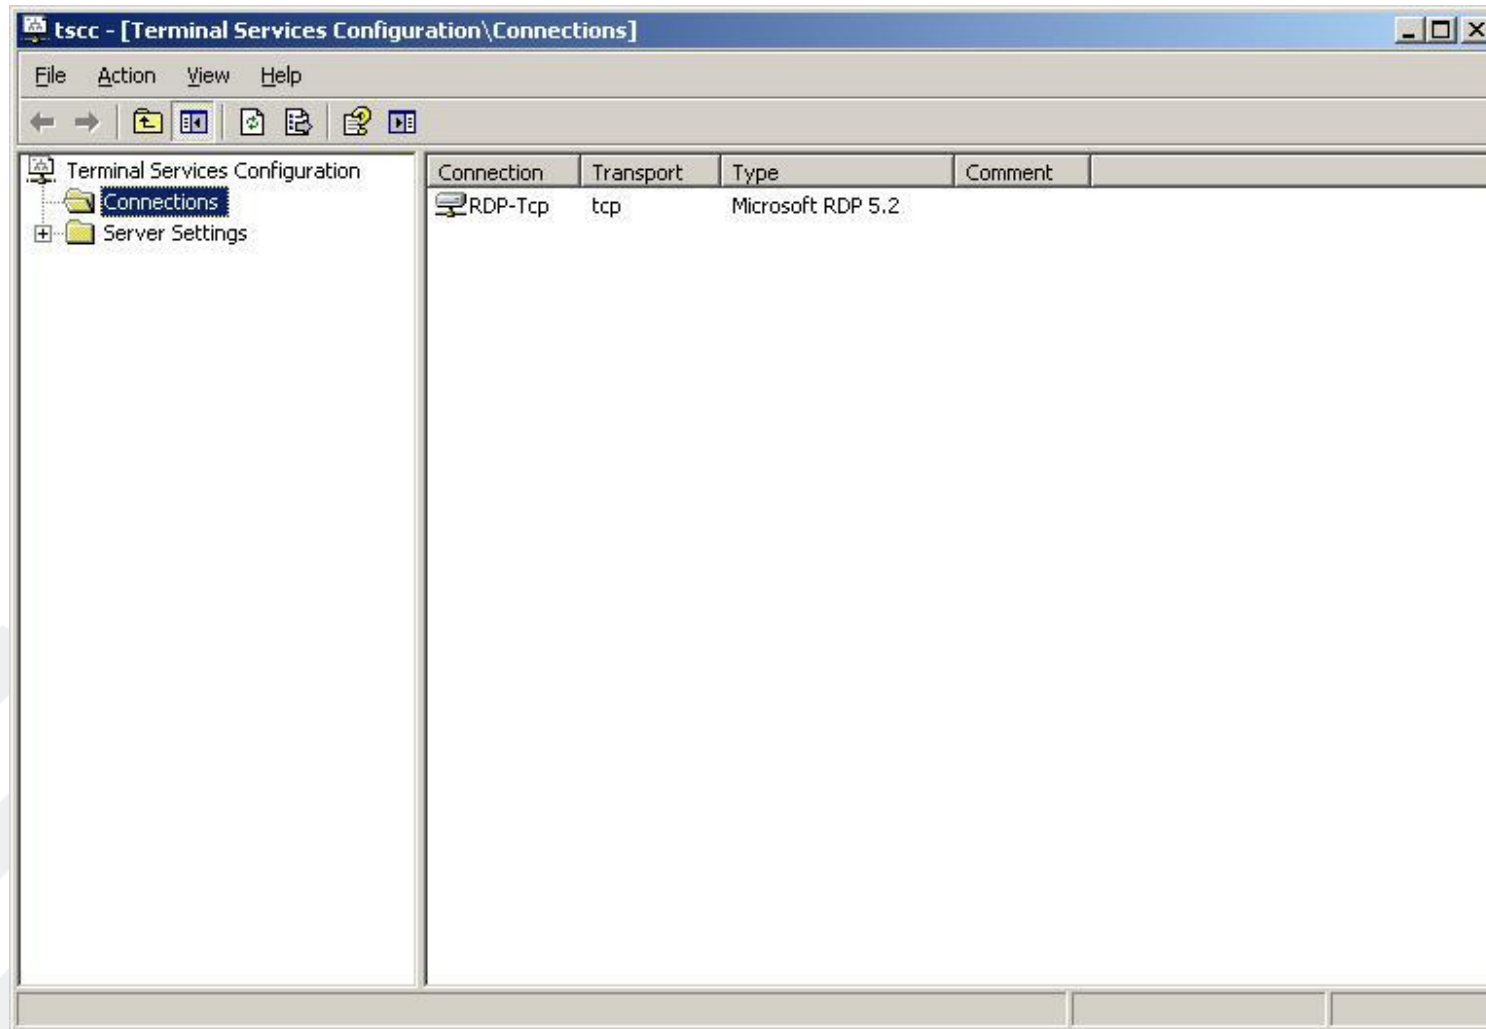 tscc - [Terminal Services Configuration\Connections]
File Action View Help
Terminal Services Configuration
Connections
Server Settings
Connection Transport Type Comment
RDP-Tcp tcp Microsoft RDP 5.2